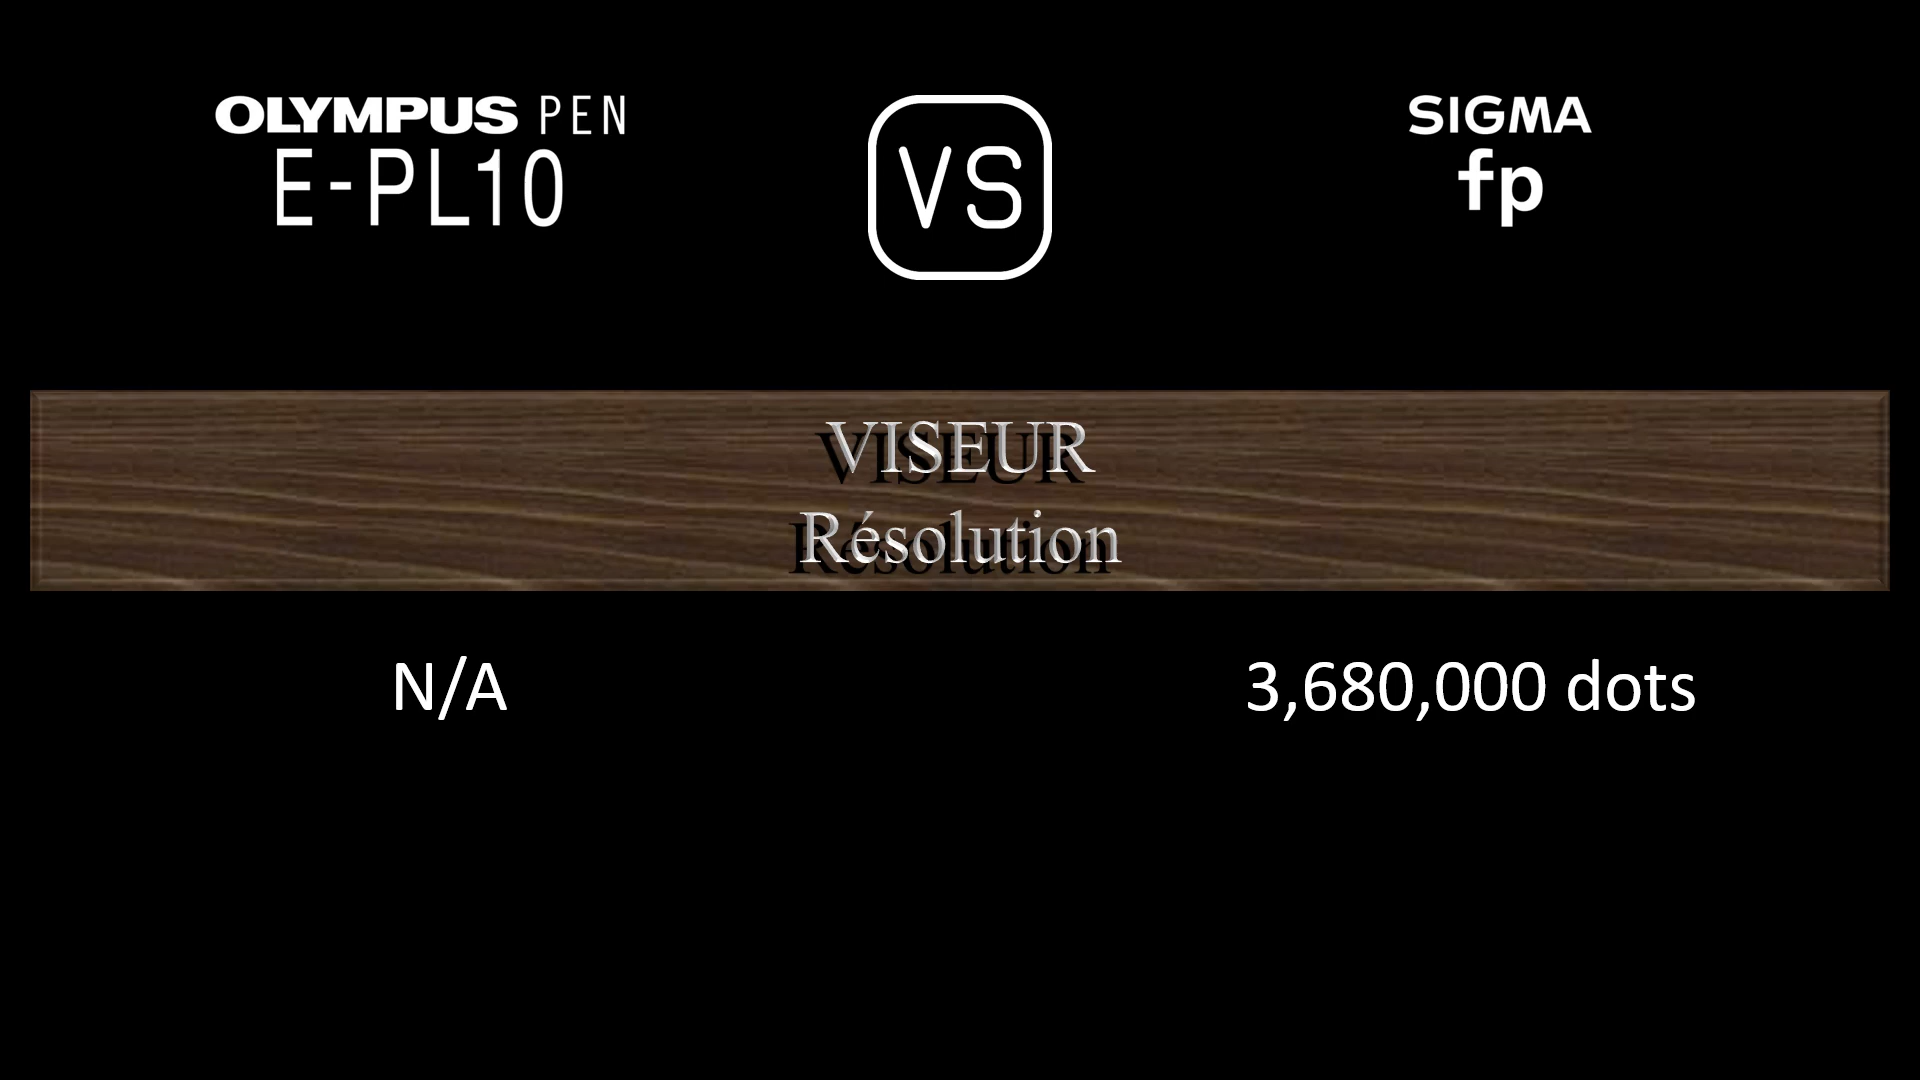 OLYMPUS PEN
E-PL10
VS
SIGMA
fp
VISEUR
Résolution
N/A
3,680,000 dots